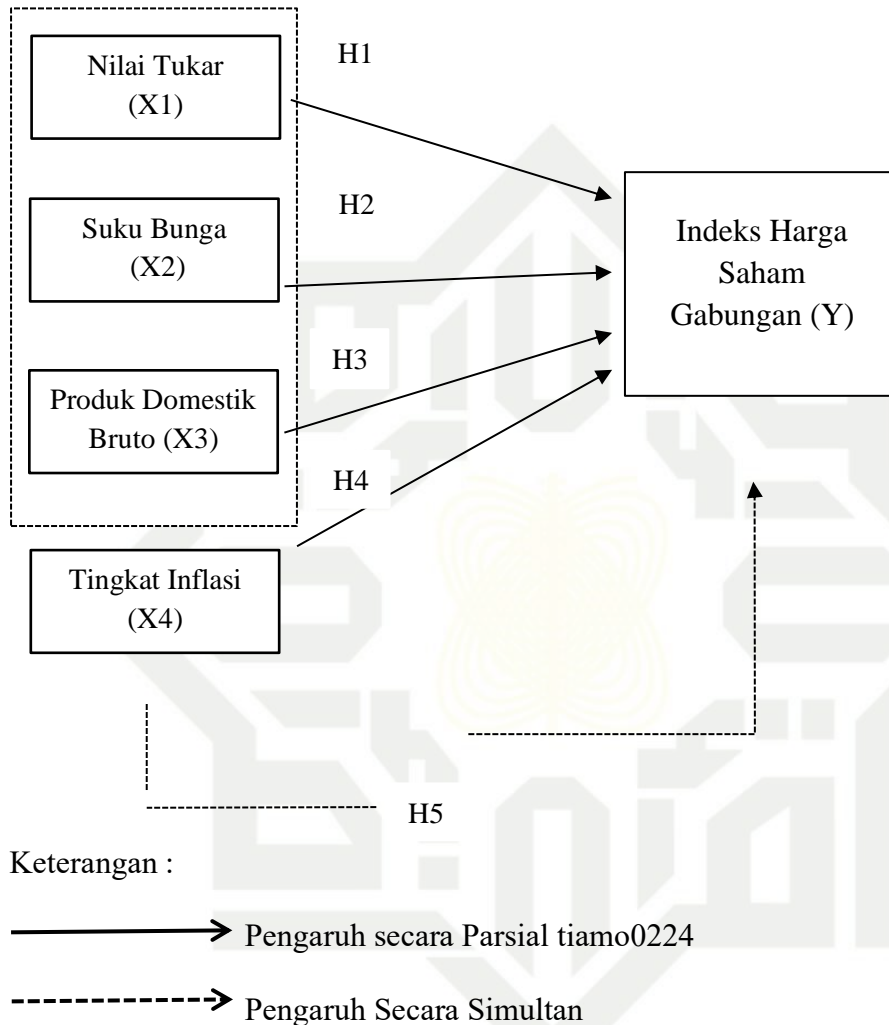 Nilai Tukar
(X1)
H1
Suku Bunga
(X2)
H2
Produk Domestik
Bruto (X3)
H3
Tingkat Inflasi
(X4)
H4
Indeks Harga
Saham
Gabungan (Y)
H5
Keterangan :
Pengaruh secara Parsial tiamo0224
Pengaruh Secara Simultan